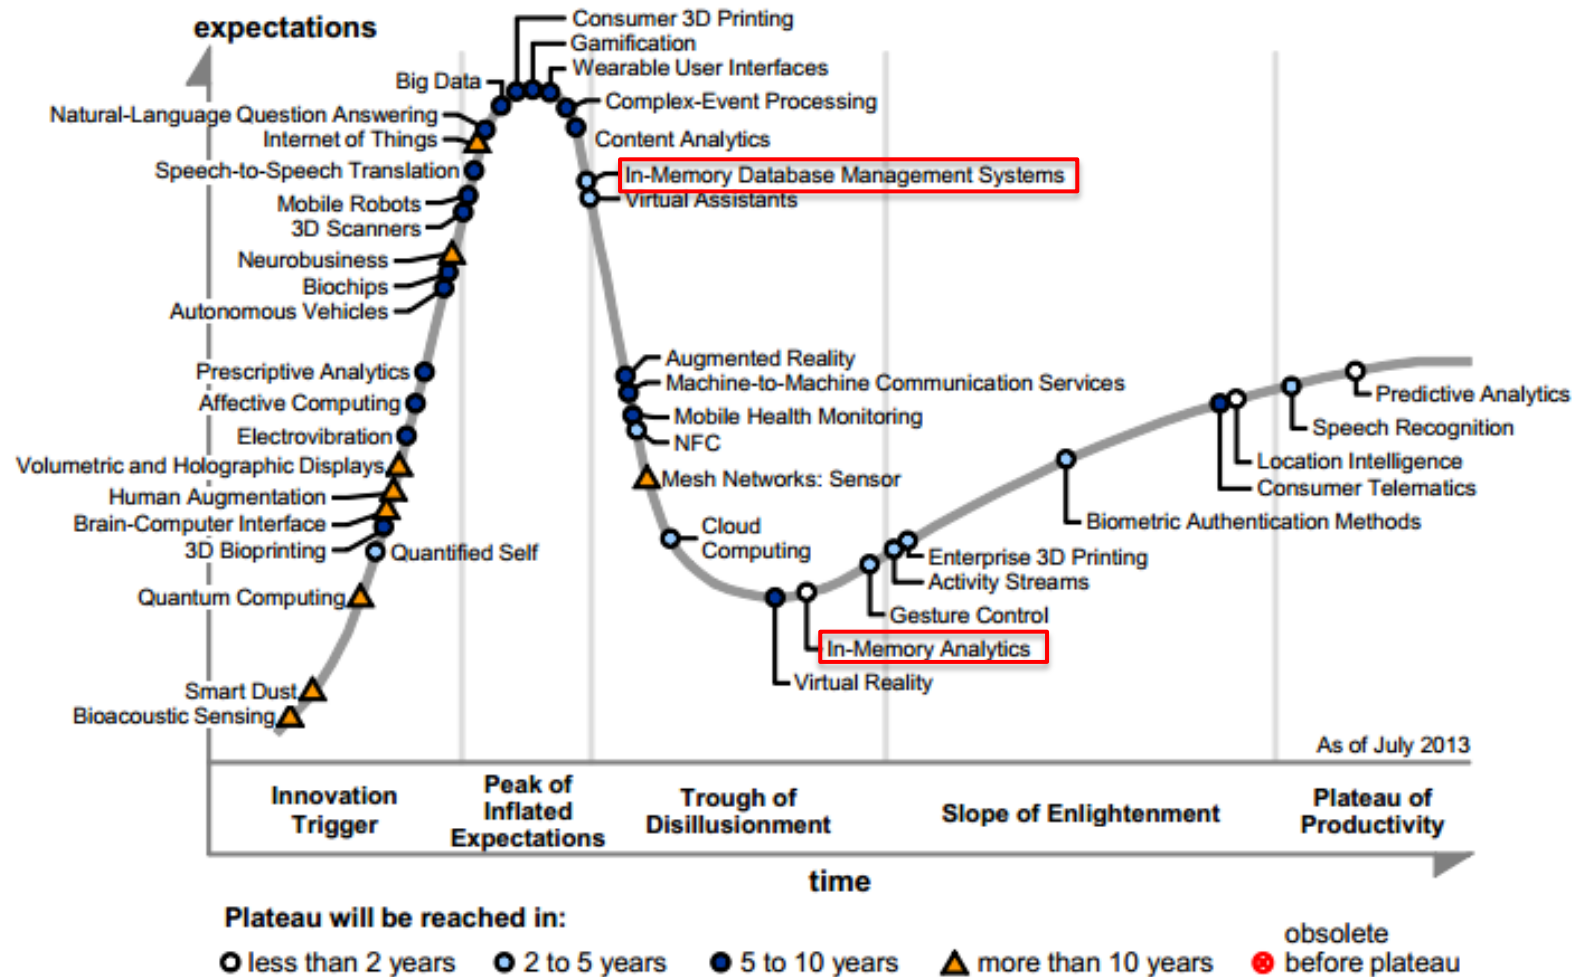 expectations
Consumer 3D Printing
Gamification
Wearable User Interfaces
Big Data
Complex-Event Processing
Natural-Language Question Answering
Internet of Things
Content Analytics
Speech-to-Speech Translation
In-Memory Database Management Systems
Virtual Assistants
Mobile Robots
3D Scanners
Neurobusiness
Biochips
Autonomous Vehicles
Augmented Reality
Prescriptive Analytics
Machine-to-Machine Communication Services
Predictive Analytics
Affective Computing
Mobile Health Monitoring
Speech Recognition
Electrovibration
NFC
Volumetric and Holographic Displays
Location Intelligence
Mesh Networks: Sensor
Consumer Telematics
Human Augmentation
Brain-Computer Interface
Cloud
Computing
Biometric Authentication Methods
3D Bioprinting
Quantified Self
Enterprise 3D Printing
Activity Streams
Quantum Computing
Gesture Control
In-Memory Analytics
Virtual Reality
Smart Dust
Bioacoustic Sensing
As of July 2013
Innovation
Trigger
Peak of
Inflated
Expectations
Trough of
Disillusionment
Slope of Enlightenment
Plateau of
Productivity
time
Plateau will be reached in:
less than 2 years
2 to 5 years
5 to 10 years
more than 10 years
obsolete
before plateau